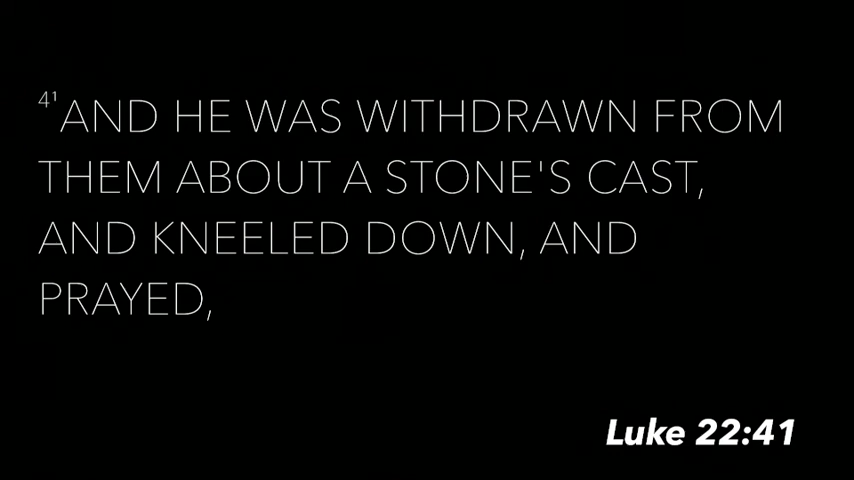 ⁴¹AND HE WAS WITHDRAWN FROM
THEM ABOUT A STONE'S CAST,
AND KNEELED DOWN, AND
PRAYED,
Luke 22:41